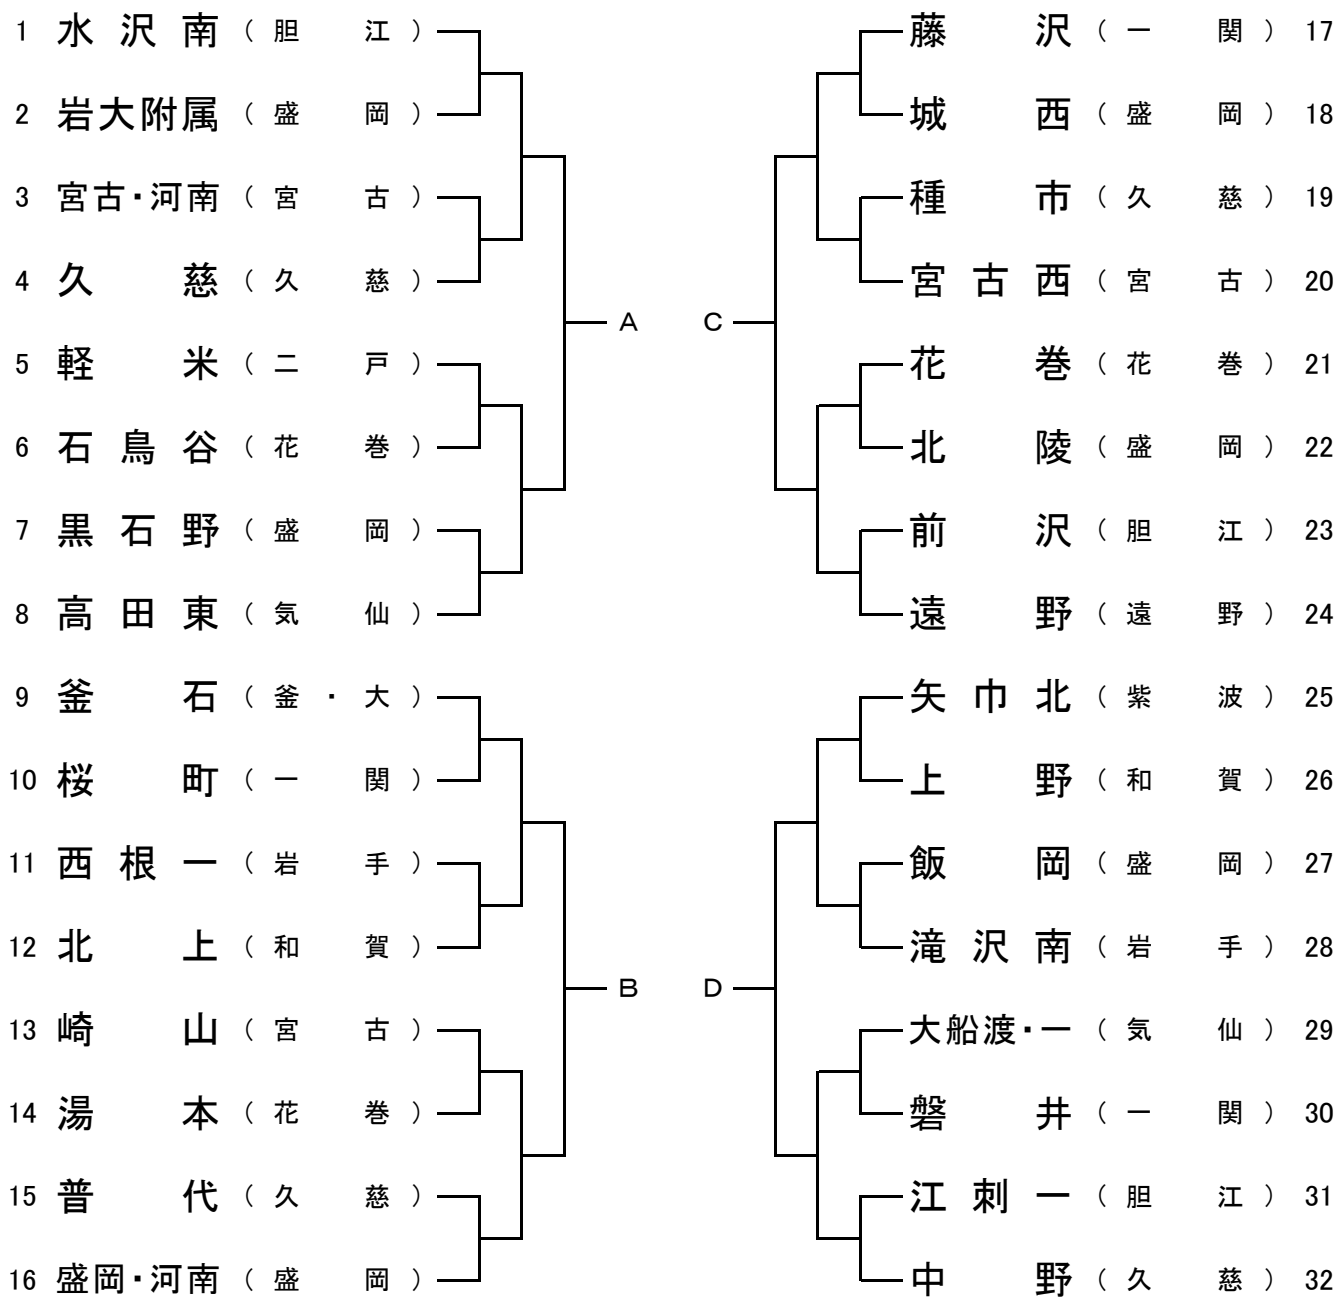 1 水沢南 (胆江)
2 岩大附属 (盛岡)
3 宮古・河南 (宮古)
4 久慈 (久慈)
5 軽米 (二戸)
6 石鳥谷 (花巻)
7 黒石野 (盛岡)
8 高田東 (気仙)
A
9 釜石 (釜・大)
10 桜町 (一関)
11 西根一 (岩手)
12 北上 (和賀)
13 崎山 (宮古)
14 湯本 (花巻)
15 普代 (久慈)
16 盛岡・河南 (盛岡)
B
藤沢 (一関) 17
城西 (盛岡) 18
種市 (久慈) 19
宮古西 (宮古) 20
花巻 (花巻) 21
北陵 (盛岡) 22
前沢 (胆江) 23
遠野 (遠野) 24
C
矢巾北 (紫波) 25
上野 (和賀) 26
飯岡 (盛岡) 27
滝沢南 (岩手) 28
大船渡・一 (気仙) 29
磐井 (一関) 30
江刺一 (胆江) 31
中野 (久慈) 32
D